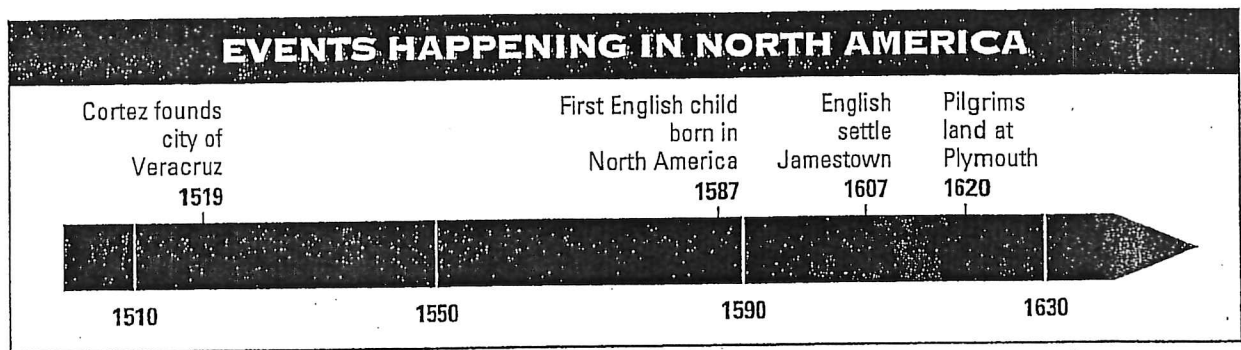 EVENTS HAPPENING IN NORTH AMERICA
Cortez founds
city of
Veracruz
1519
First English child
born in
North America
1587
English
settle
Jamestown
1607
Pilgrims
land at
Plymouth
1620
1510
1550
1590
1630